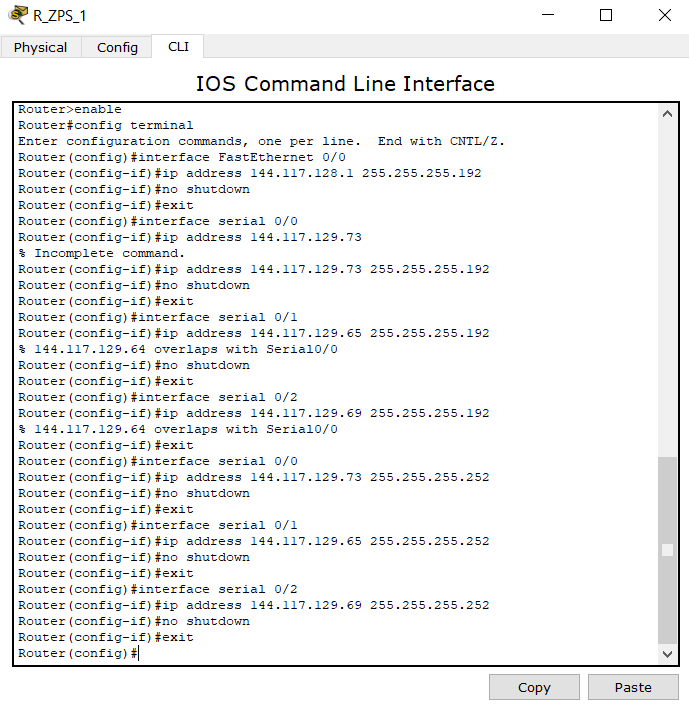 R_ZPS_1
Physical Config CLI
IOS Command Line Interface
Router>enable
Router#config terminal
Enter configuration commands, one per line.  End with CNTL/Z.
Router(config)#interface FastEthernet 0/0
Router(config-if)#ip address 144.117.128.1 255.255.255.192
Router(config-if)#no shutdown
Router(config-if)#exit
Router(config)#interface serial 0/0
Router(config-if)#ip address 144.117.129.73
% Incomplete command.
Router(config-if)#ip address 144.117.129.73 255.255.255.192
Router(config-if)#no shutdown
Router(config-if)#exit
Router(config)#interface serial 0/1
Router(config-if)#ip address 144.117.129.65 255.255.255.192
% 144.117.129.64 overlaps with Serial0/0
Router(config-if)#no shutdown
Router(config-if)#exit
Router(config)#interface serial 0/2
Router(config-if)#ip address 144.117.129.69 255.255.255.192
% 144.117.129.64 overlaps with Serial0/0
Router(config-if)#exit
Router(config)#interface serial 0/0
Router(config-if)#ip address 144.117.129.73 255.255.255.252
Router(config-if)#no shutdown
Router(config-if)#exit
Router(config)#interface serial 0/1
Router(config-if)#ip address 144.117.129.65 255.255.255.252
Router(config-if)#no shutdown
Router(config-if)#exit
Router(config)#interface serial 0/2
Router(config-if)#ip address 144.117.129.69 255.255.255.252
Router(config-if)#no shutdown
Router(config-if)#exit
Router(config)#
Copy Paste